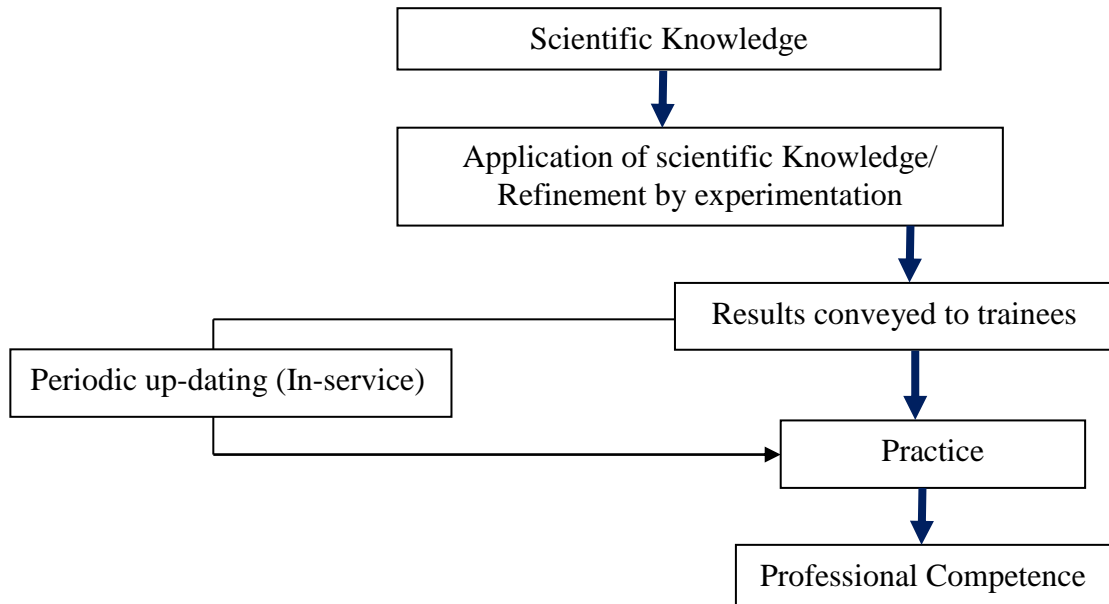 Scientific Knowledge
Application of scientific Knowledge/
Refinement by experimentation
Results conveyed to trainees
Periodic up-dating (In-service)
Practice
Professional Competence